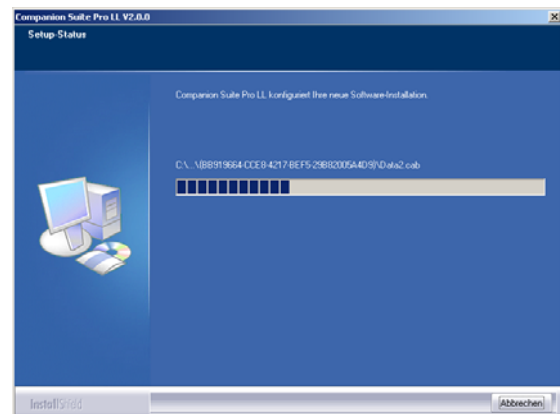 Companion Suite Pro LL V2.0.0
Setup-Status
Companion Suite Pro LL konfiguriert Ihre neue Software-Installation.
C:\...\{BB919664-CCE8-4217-BEF5-29B82005A4D9}\Data2.cab
InstallShield
Abbrechen